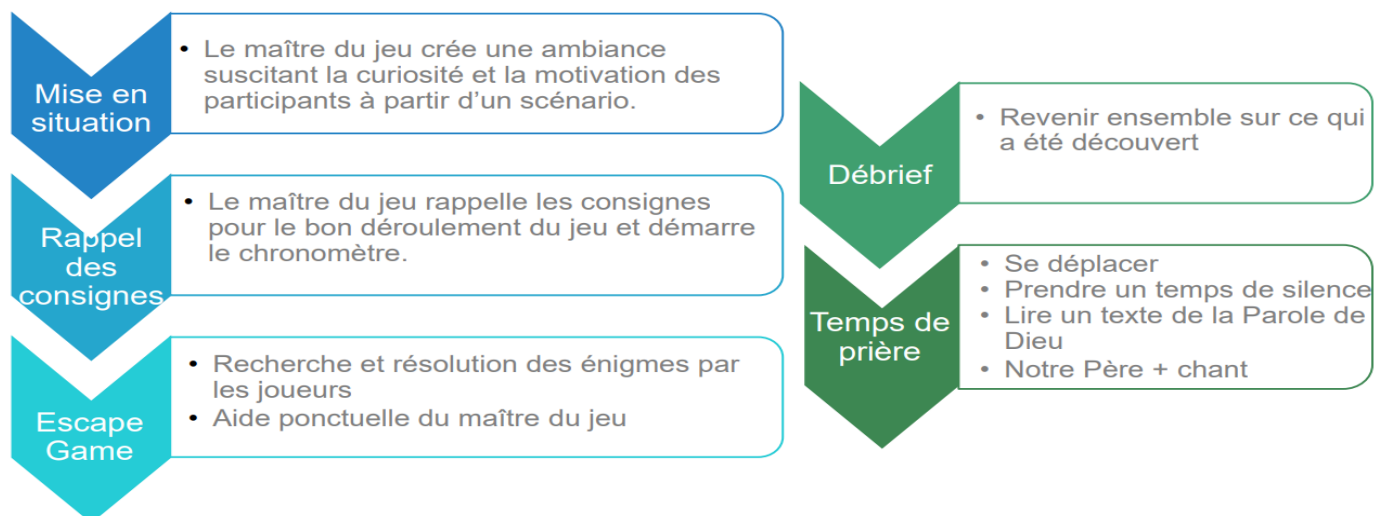 Mise en
situation
• Le maître du jeu crée une ambiance
suscitant la curiosité et la motivation des
participants à partir d'un scénario.
Rappel
des
consignes
• Le maître du jeu rappelle les consignes
pour le bon déroulement du jeu et démarre
le chronomètre.
Escape
Game
• Recherche et résolution des énigmes par
les joueurs
• Aide ponctuelle du maître du jeu
Débrief
• Revenir ensemble sur ce qui
a été découvert
Temps de
prière
• Se déplacer
• Prendre un temps de silence
• Lire un texte de la Parole de
Dieu
• Notre Père + chant